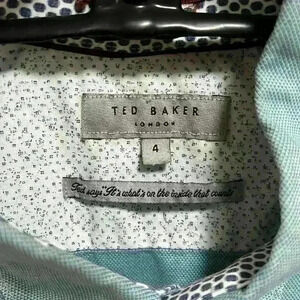 TED BAKER
LONDON
4
Ted says 'It's what's on the inside that counts'